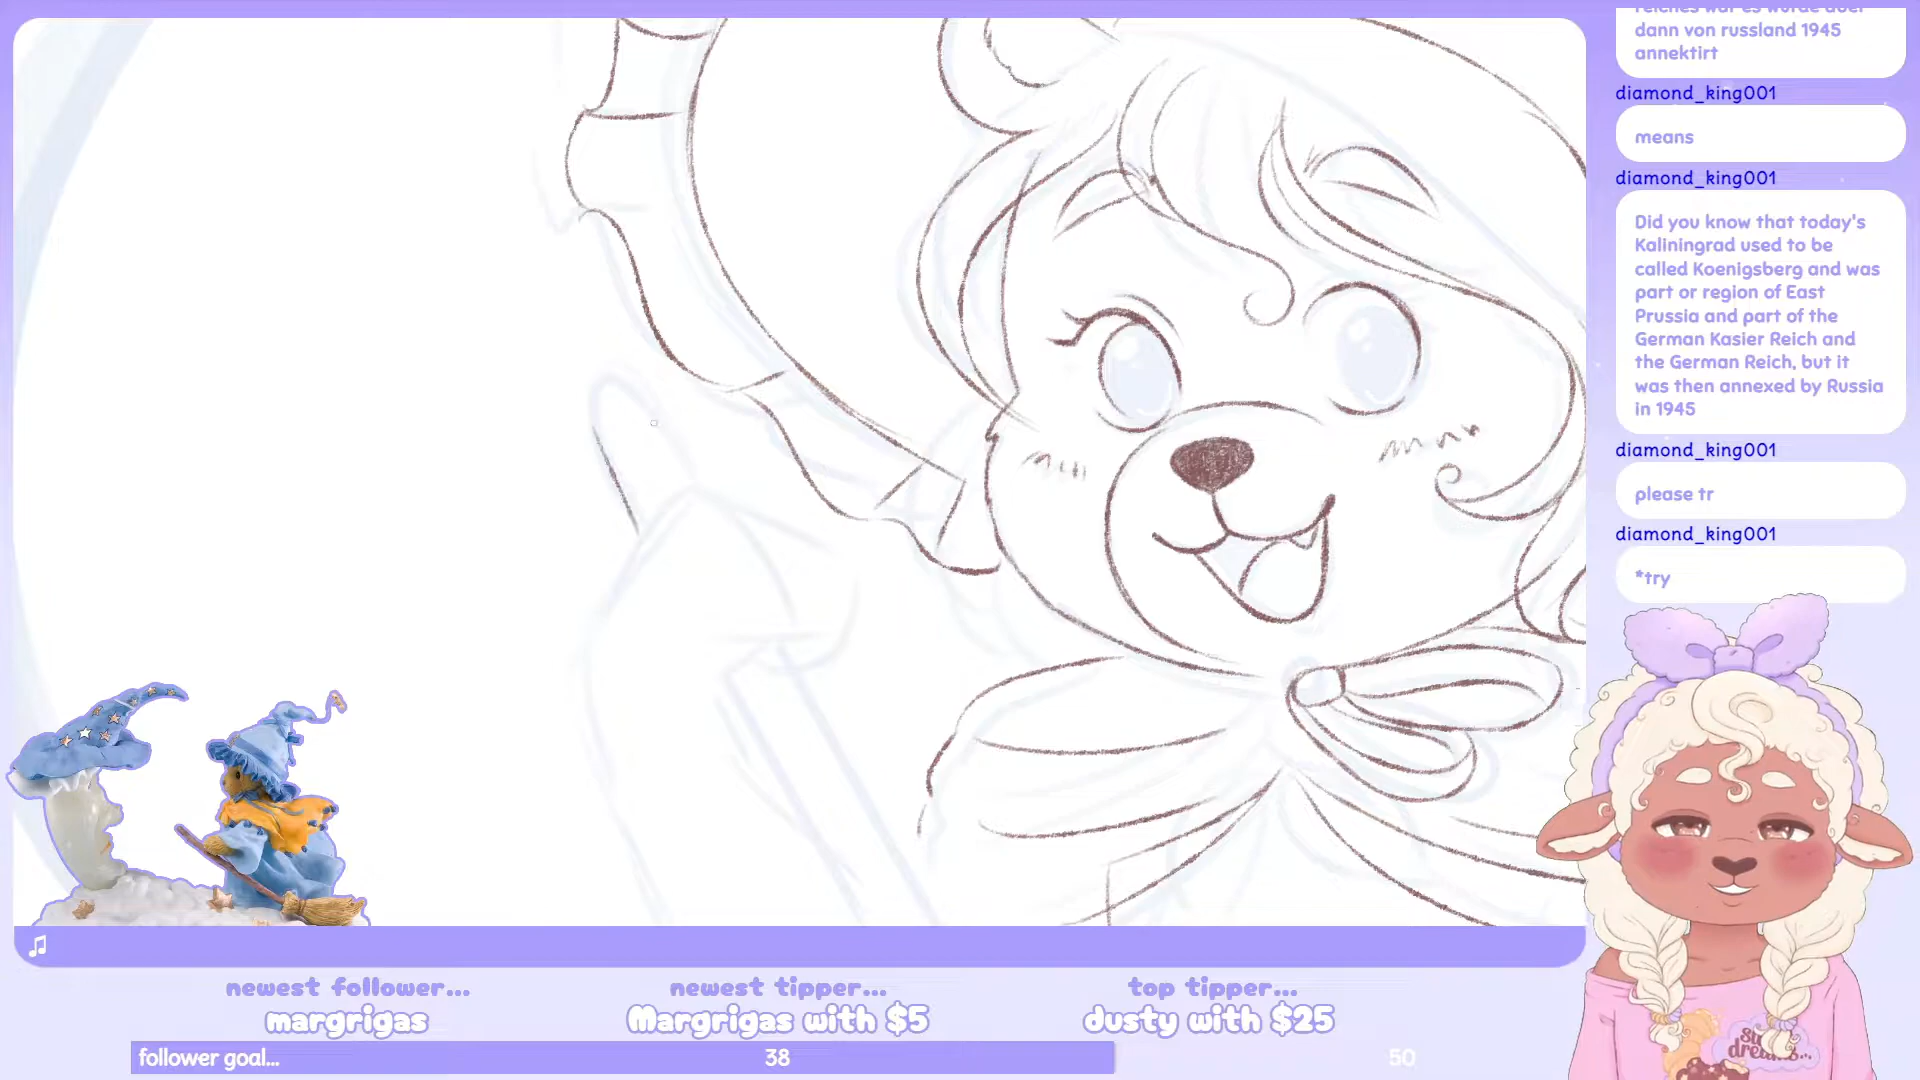 dann von russland 1945
annektirt
diamond_king001
means
diamond_king001
Did you know that today's
Kaliningrad used to be
called Koenigsberg and was
part or region of East
Prussia and part of the
German Kasier Reich and
the German Reich, but it
was then annexed by Russia
in 1945
diamond_king001
please tr
diamond_king001
*try
newest follower...
margrigas
newest tipper...
Margrigas with $5
top tipper...
dusty with $25
follower goal...
38
50